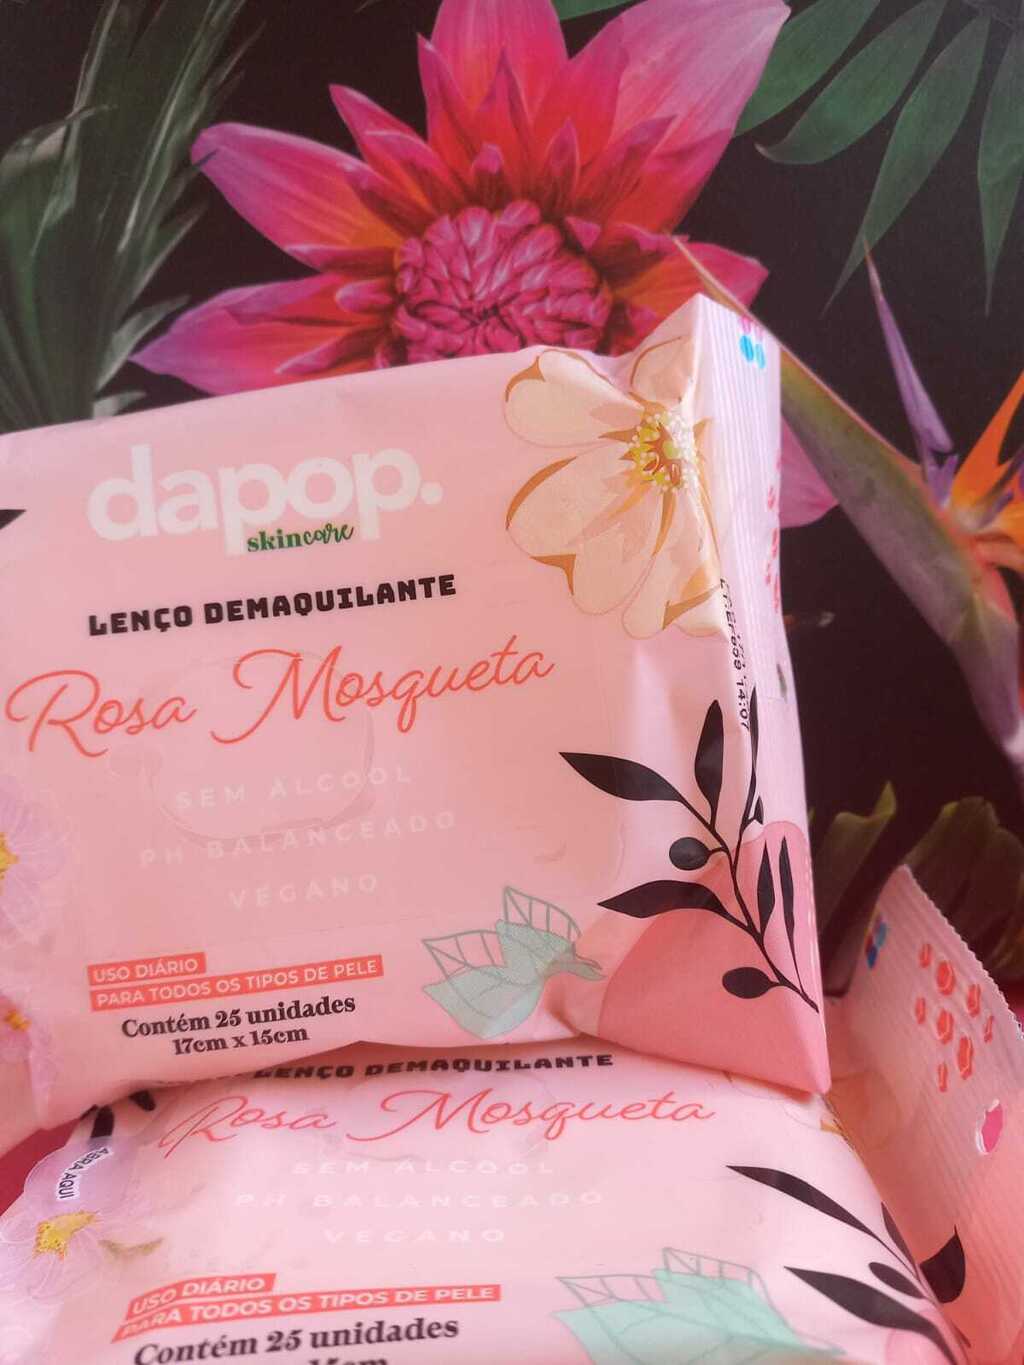 dapop.
skincare
LENÇO DEMAQUILANTE
Rosa Mosqueta
SEM ÁLCOOL
PH BALANCEADO
VEGANO
USO DIÁRIO
PARA TODOS OS TIPOS DE PELE
Contém 25 unidades
17cm x 15cm
14:07
LENÇO DEMAQUILANTE
Rosa Mosqueta
SEM ÁLCOOL
PH BALANCEADO
VEGANO
ABRA AQUI
USO DIÁRIO
PARA TODOS OS TIPOS DE PELE
Contém 25 unidades